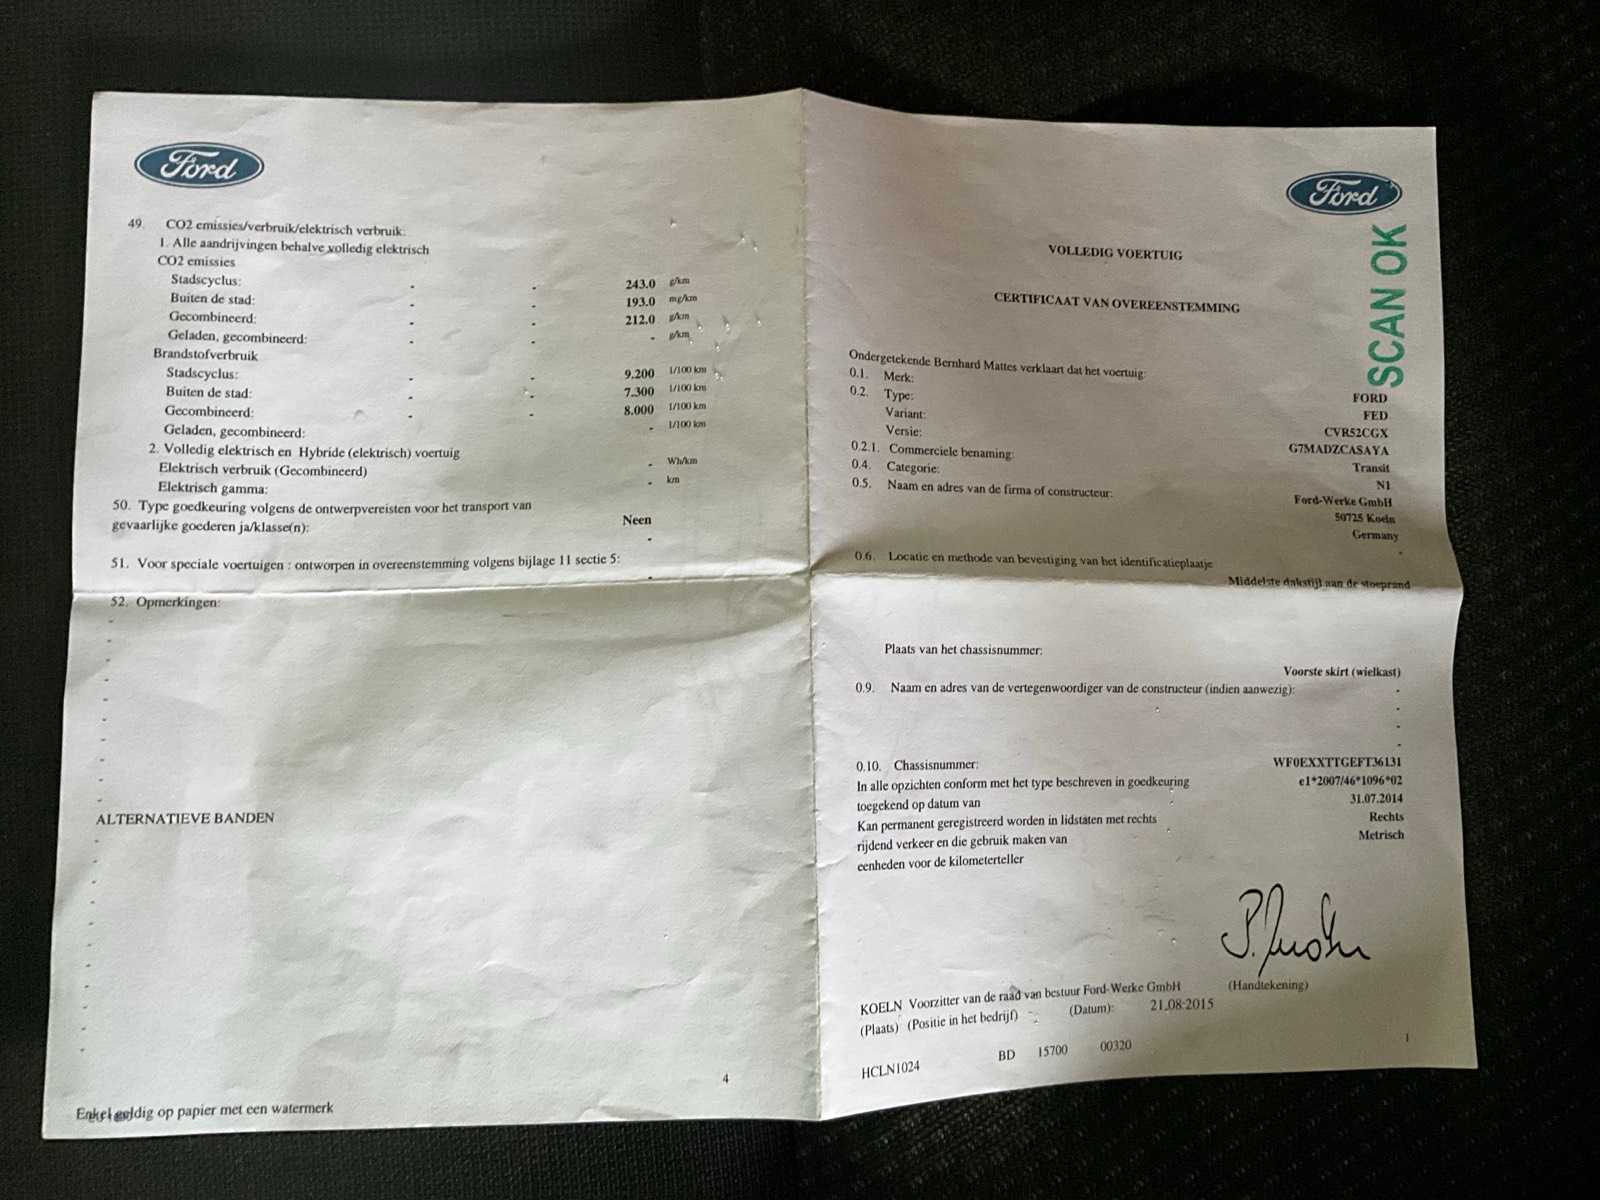 Ford
49. CO2 emissies/verbruik/elektrisch verbruik:
1. Alle aandrijvingen behalve volledig elektrisch
CO2 emissies
Stadscyclus: - - 243.0 g/km
Buiten de stad: - - 193.0 mg/km
Gecombineerd: - - 212.0 g/km
Geladen, gecombineerd: - - - g/km
Brandstofverbruik
Stadscyclus: - - 9.200 1/100 km
Buiten de stad: - - 7.300 1/100 km
Gecombineerd: - - 8.000 1/100 km
Geladen, gecombineerd: - 1/100 km
2. Volledig elektrisch en Hybride (elektrisch) voertuig
Elektrisch verbruik (Gecombineerd) - Wh/km
Elektrisch gamma: - km
50. Type goedkeuring volgens de ontwerpvereisten voor het transport van
gevaarlijke goederen ja/klasse(n): Neen
-
51. Voor speciale voertuigen : ontworpen in overeenstemming volgens bijlage 11 sectie 5:
-
52. Opmerkingen:
ALTERNATIEVE BANDEN
4
Enkel geldig op papier met een watermerk
Ford
SCAN OK
VOLLEDIG VOERTUIG
CERTIFICAAT VAN OVEREENSTEMMING
Ondergetekende Bernhard Mattes verklaart dat het voertuig:
0.1. Merk: FORD
0.2. Type: FED
Variant: CVR52CGX
Versie: G7MADZCASAYA
0.2.1. Commerciele benaming: Transit
0.4. Categorie: N1
0.5. Naam en adres van de firma of constructeur: Ford-Werke GmbH
50725 Koeln
Germany
-
0.6. Locatie en methode van bevestiging van het identificatieplaatje
Middelste dakstijl aan de stoeprand
Plaats van het chassisnummer:
Voorste skirt (wielkast)
0.9. Naam en adres van de vertegenwoordiger van de constructeur (indien aanwezig): -
-
-
-
0.10. Chassisnummer: WF0EXXTTGEFT36131
In alle opzichten conform met het type beschreven in goedkeuring e1*2007/46*1096*02
toegekend op datum van 31.07.2014
Kan permanent geregistreerd worden in lidstaten met rechts Rechts
rijdend verkeer en die gebruik maken van Metrisch
eenheden voor de kilometerteller
KOELN Voorzitter van de raad van bestuur Ford-Werke GmbH (Handtekening)
(Plaats) (Positie in het bedrijf) (Datum): 21.08.2015
HCLN1024 BD 15700 00320
1